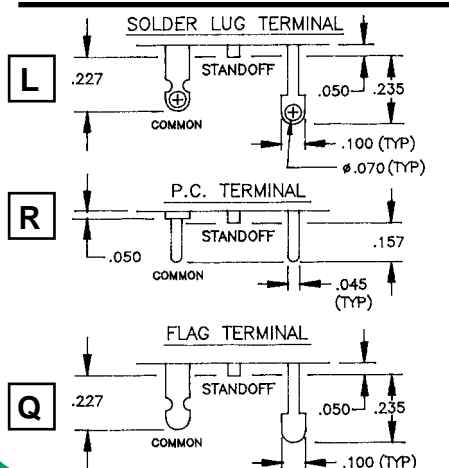 SOLDER LUG TERMINAL
L
.227
STANDOFF
.050
.235
COMMON
.100 (TYP)
ø.070 (TYP)
P.C. TERMINAL
R
STANDOFF
.157
.050
COMMON
.045
(TYP)
FLAG TERMINAL
Q
.227
STANDOFF
.050
.235
COMMON
.100 (TYP)